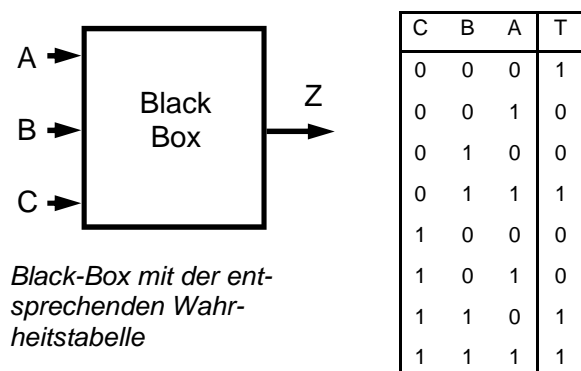 A
B
C
Black
Box
Z
Black-Box mit der ent-
sprechenden Wahr-
heitstabelle
C B A T
0 0 0 1
0 0 1 0
0 1 0 0
0 1 1 1
1 0 0 0
1 0 1 0
1 1 0 1
1 1 1 1